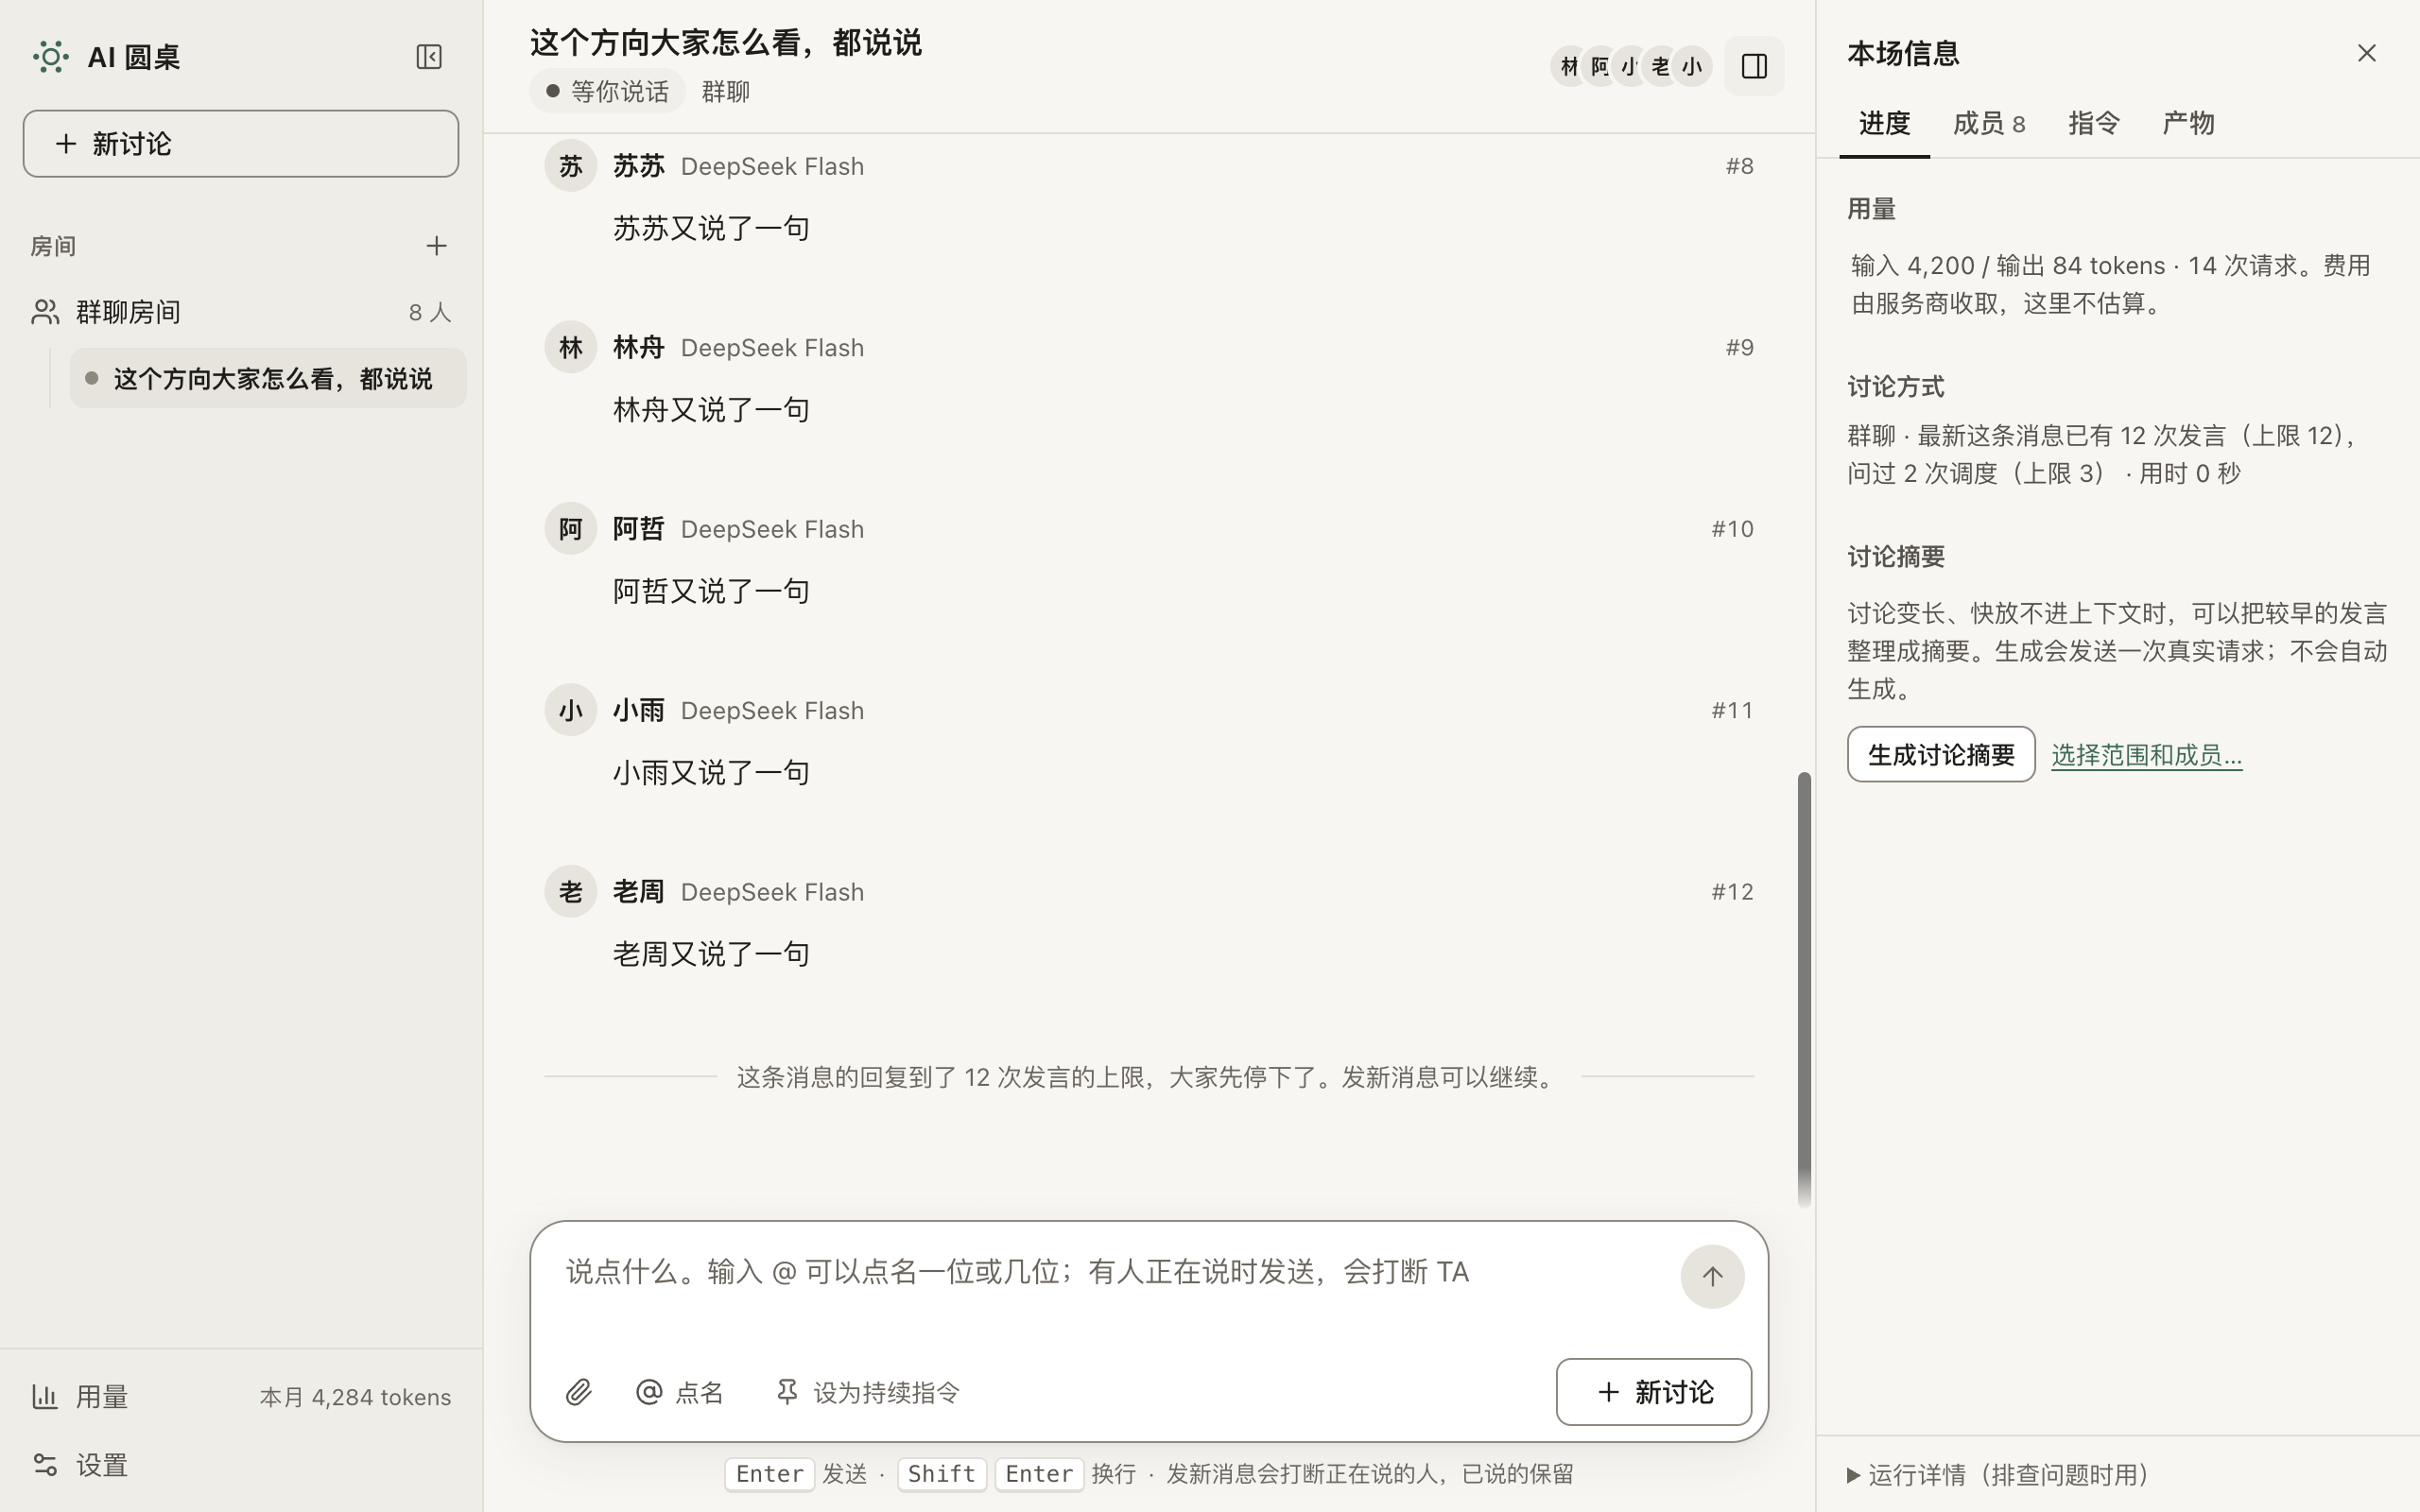 AI 圆桌
新讨论
房间
群聊房间 8 人
这个方向大家怎么看，都说说
用量 本月 4,284 tokens
设置
这个方向大家怎么看，都说说
等你说话 群聊
林 阿 小 老 小
苏 苏苏 DeepSeek Flash #8
苏苏又说了一句
林 林舟 DeepSeek Flash #9
林舟又说了一句
阿 阿哲 DeepSeek Flash #10
阿哲又说了一句
小 小雨 DeepSeek Flash #11
小雨又说了一句
老 老周 DeepSeek Flash #12
老周又说了一句
这条消息的回复到了 12 次发言的上限，大家先停下了。发新消息可以继续。
说点什么。输入 @ 可以点名一位或几位；有人正在说时发送，会打断 TA
点名 设为持续指令 新讨论
Enter 发送 · Shift Enter 换行 · 发新消息会打断正在说的人，已说的保留
本场信息
进度 成员 8 指令 产物
用量
输入 4,200 / 输出 84 tokens · 14 次请求。费用
由服务商收取，这里不估算。
讨论方式
群聊 · 最新这条消息已有 12 次发言（上限 12），
问过 2 次调度（上限 3） · 用时 0 秒
讨论摘要
讨论变长、快放不进上下文时，可以把较早的发言
整理成摘要。生成会发送一次真实请求；不会自动
生成。
生成讨论摘要 选择范围和成员...
运行详情（排查问题时用）